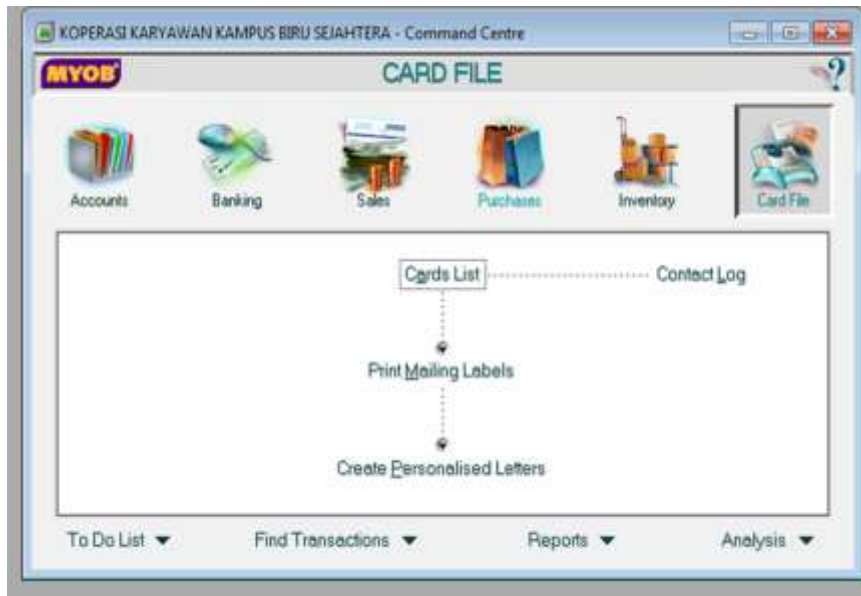 KOPERASI KARYAWAN KAMPUS BIRU SEJAHTERA - Command Centre
MYOB CARD FILE
Accounts Banking Sales Purchases Inventory Card File
Cards List Contact Log
Print Mailing Labels
Create Personalised Letters
To Do List Find Transactions Reports Analysis